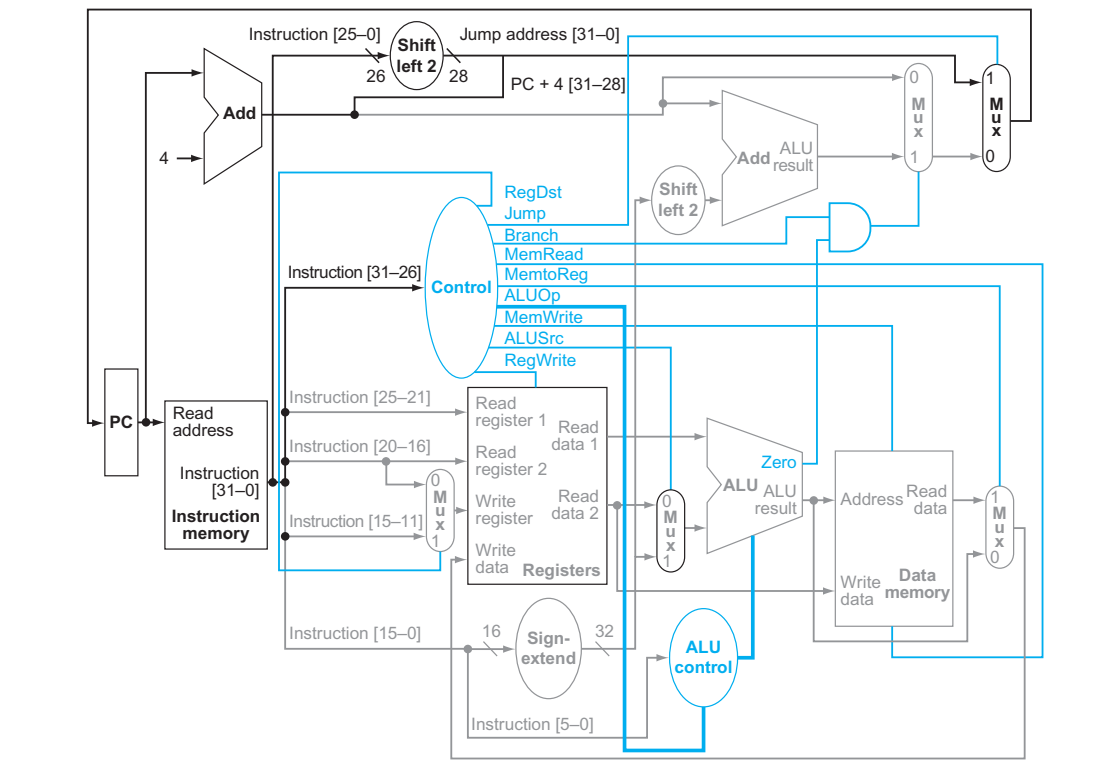 Instruction [25–0]
Shift
left 2
Jump address [31–0]
26
28
PC + 4 [31–28]
Add
4
0
M
u
x
1
1
M
u
x
0
Add
ALU
result
Shift
left 2
RegDst
Jump
Branch
MemRead
MemtoReg
ALUOp
MemWrite
ALUSrc
RegWrite
Instruction [31–26]
Control
PC
Read
address
Instruction
[31–0]
Instruction
memory
Instruction [25–21]
Instruction [20–16]
Instruction [15–11]
0
M
u
x
1
Read
register 1
Read
register 2
Write
register
Write
data
Read
data 1
Read
data 2
Registers
0
M
u
x
1
Zero
ALU
ALU
result
Address
Read
data
Write
data
Data
memory
1
M
u
x
0
Instruction [15–0]
16
Sign-
extend
32
ALU
control
Instruction [5–0]